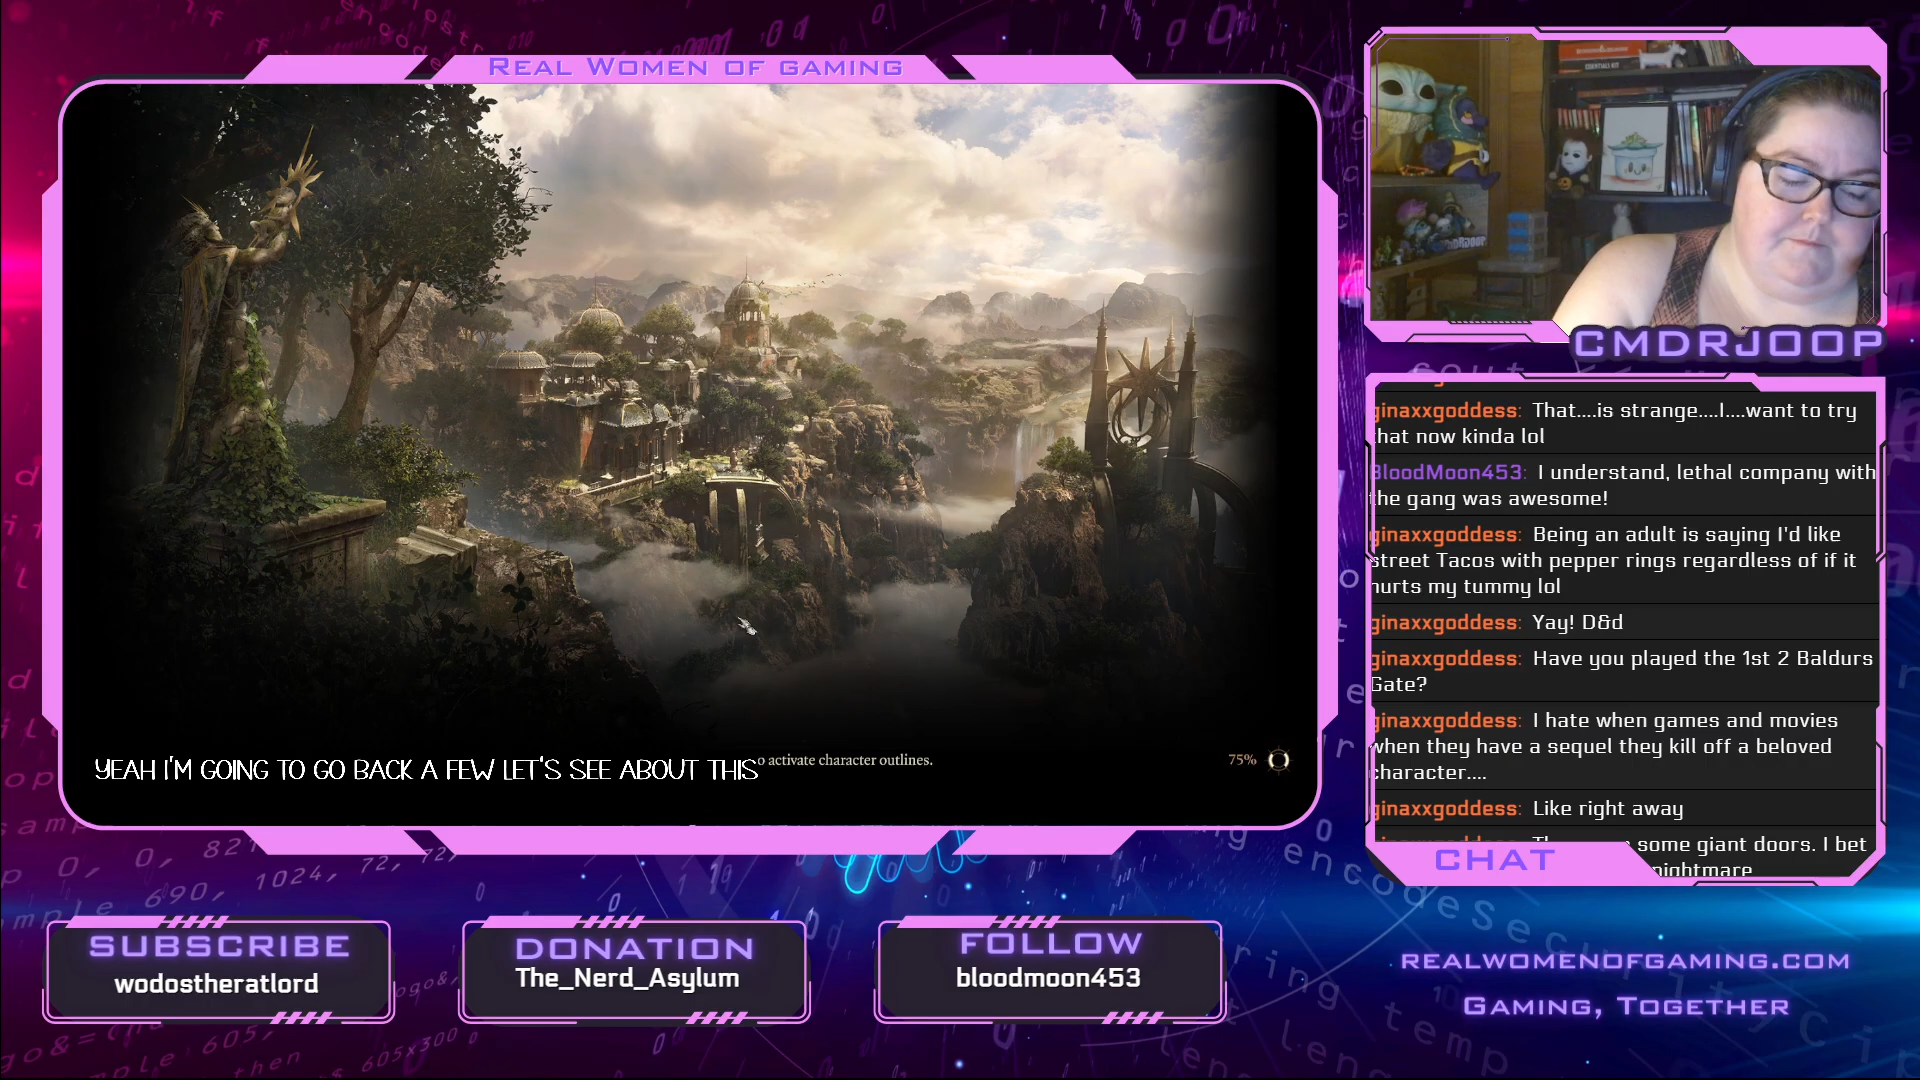 Real Women of gaming
CMDRJOOP
ginaxxgoddess: That....is strange....I....want to try
that now kinda lol
BloodMoon453: I understand, lethal company with
the gang was awesome!
ginaxxgoddess: Being an adult is saying I'd like
street Tacos with pepper rings regardless of if it
hurts my tummy lol
ginaxxgoddess: Yay! D&d
ginaxxgoddess: Have you played the 1st 2 Baldurs
Gate?
ginaxxgoddess: I hate when games and movies
when they have a sequel they kill off a beloved
character....
ginaxxgoddess: Like right away
some giant doors. I bet
nightmare
CHAT
YEAH I'M GOING TO GO BACK A FEW LET'S SEE ABOUT THIS
o activate character outlines.
75%
SUBSCRIBE
wodostheratlord
DONATION
The_Nerd_Asylum
FOLLOW
bloodmoon453
realwomenofgaming.com
Gaming, Together